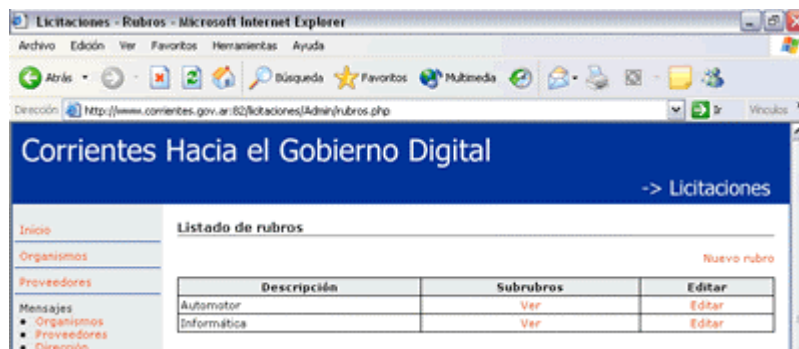 Licitaciones - Rubros - Microsoft Internet Explorer
Archivo Edición Ver Favoritos Herramientas Ayuda
Atrás Búsqueda Favoritos Multimedia
Dirección http://www.corrientes.gov.ar:82/licitaciones/Admin/rubros.php Ir Vínculos
Corrientes Hacia el Gobierno Digital
-> Licitaciones
Inicio
Organismos
Proveedores
Mensajes
• Organismos
• Proveedores
• Dirección
Listado de rubros
Nuevo rubro
Descripción Subrubros Editar
Automotor Ver Editar
Informática Ver Editar